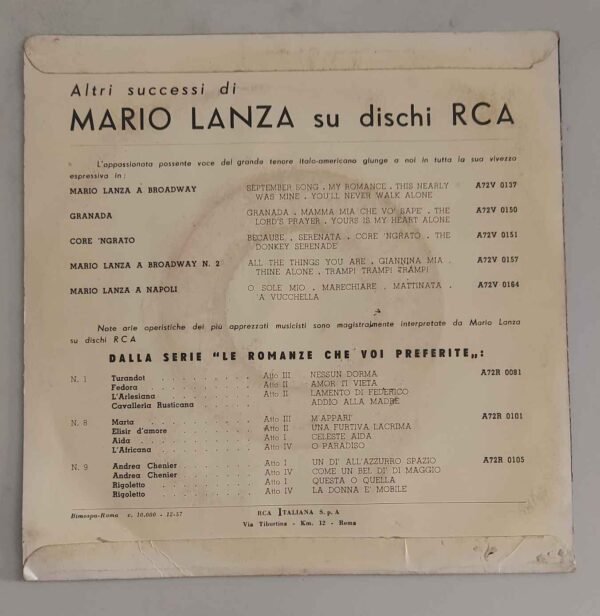 Altri successi di
MARIO LANZA su dischi RCA
L'appassionata possente voce del grande tenore italo-americano giunge a noi in tutta la sua vivezza
espressiva in:
MARIO LANZA A BROADWAY SEPTEMBER SONG . MY ROMANCE . THIS NEARLY A72V 0137
WAS MINE . YOU'LL NEVER WALK ALONE
GRANADA GRANADA . MAMMA MIA CHE VO' SAPE' . THE A72V 0150
LORD'S PRAYER . YOURS IS MY HEART ALONE
CORE 'NGRATO BECAUSE . SERENATA . CORE 'NGRATO . THE A72V 0151
DONKEY SERENADE
MARIO LANZA A BROADWAY N. 2 ALL THE THINGS YOU ARE . GIANNINA MIA . A72V 0157
THINE ALONE . TRAMP! TRAMP! TRAMP!
MARIO LANZA A NAPOLI O SOLE MIO . MARECHIARE . MATTINATA . A72V 0164
'A VUCCHELLA
Note arie operistiche dei più apprezzati musicisti sono magistralmente interpretate da Mario Lanza
su dischi RCA
DALLA SERIE "LE ROMANZE CHE VOI PREFERITE„:
N. 1 Turandot . . . . . . . . . Atto III NESSUN DORMA A72R 0081
Fedora . . . . . . . . . Atto II AMOR TI VIETA
L'Arlesiana . . . . . . . . Atto II LAMENTO DI FEDERICO
Cavalleria Rusticana . . . . . ADDIO ALLA MADRE
N. 8 Marta . . . . . . . . . Atto III M'APPARI' A72R 0101
Elisir d'amore . . . . . . . Atto II UNA FURTIVA LACRIMA
Aida . . . . . . . . . . Atto I CELESTE AIDA
L'Africana . . . . . . . . Atto IV O PARADISO
N. 9 Andrea Chenier . . . . . . . Atto I UN DI' ALL'AZZURRO SPAZIO A72R 0105
Andrea Chenier . . . . . . . Atto IV COME UN BEL DI' DI MAGGIO
Rigoletto . . . . . . . . . Atto I QUESTA O QUELLA
Rigoletto . . . . . . . . . Atto IV LA DONNA E' MOBILE
Bimospa-Roma c. 10.000 - 12-57 RCA ITALIANA S. p. A
Via Tiburtina - Km. 12 - Roma